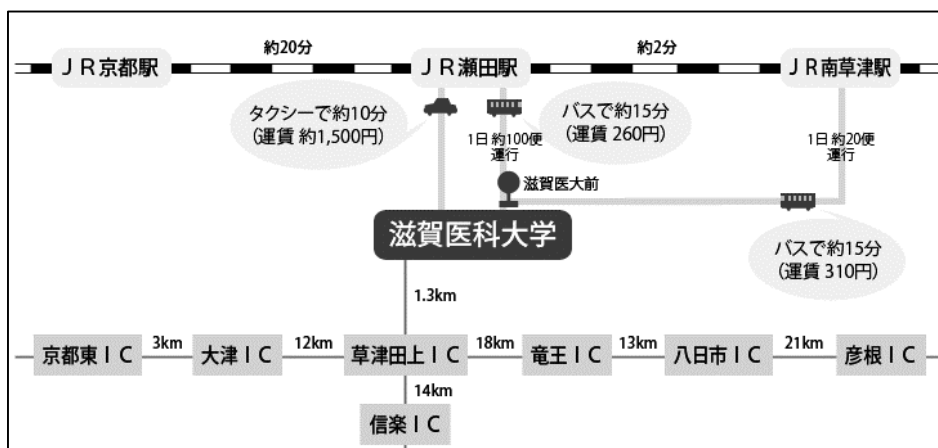 約20分
約2分
JR京都駅
JR瀬田駅
JR南草津駅
タクシーで約10分
（運賃 約1,500円）
バスで約15分
（運賃 260円）
1日 約100便
運行
1日 約20便
運行
滋賀医大前
滋賀医科大学
バスで約15分
（運賃 310円）
1.3km
京都東IC
3km
大津IC
12km
草津田上IC
18km
竜王IC
13km
八日市IC
21km
彦根IC
14km
信楽IC